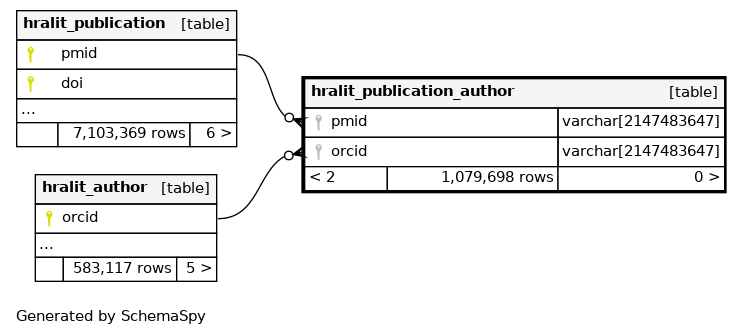 hralit_publication [table]
pmid
doi
...
7,103,369 rows 6 >
hralit_publication_author [table]
pmid varchar[2147483647]
orcid varchar[2147483647]
< 2 1,079,698 rows 0 >
hralit_author [table]
orcid
...
583,117 rows 5 >
Generated by SchemaSpy